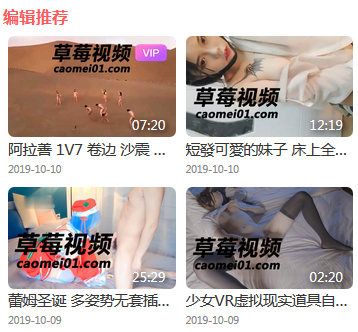 编辑推荐
草莓视频
caomei01.com
VIP
07:20
草莓视频
caomei01.com
12:19
阿拉善 1V7 卷边 沙震 ...
短發可愛的妹子 床上全...
2019-10-10
2019-10-10
草莓视频
caomei01.com
25:29
草莓视频
caomei01.com
02:20
蕾姆圣诞 多姿势无套插...
少女VR虚拟现实道具自...
2019-10-09
2019-10-09